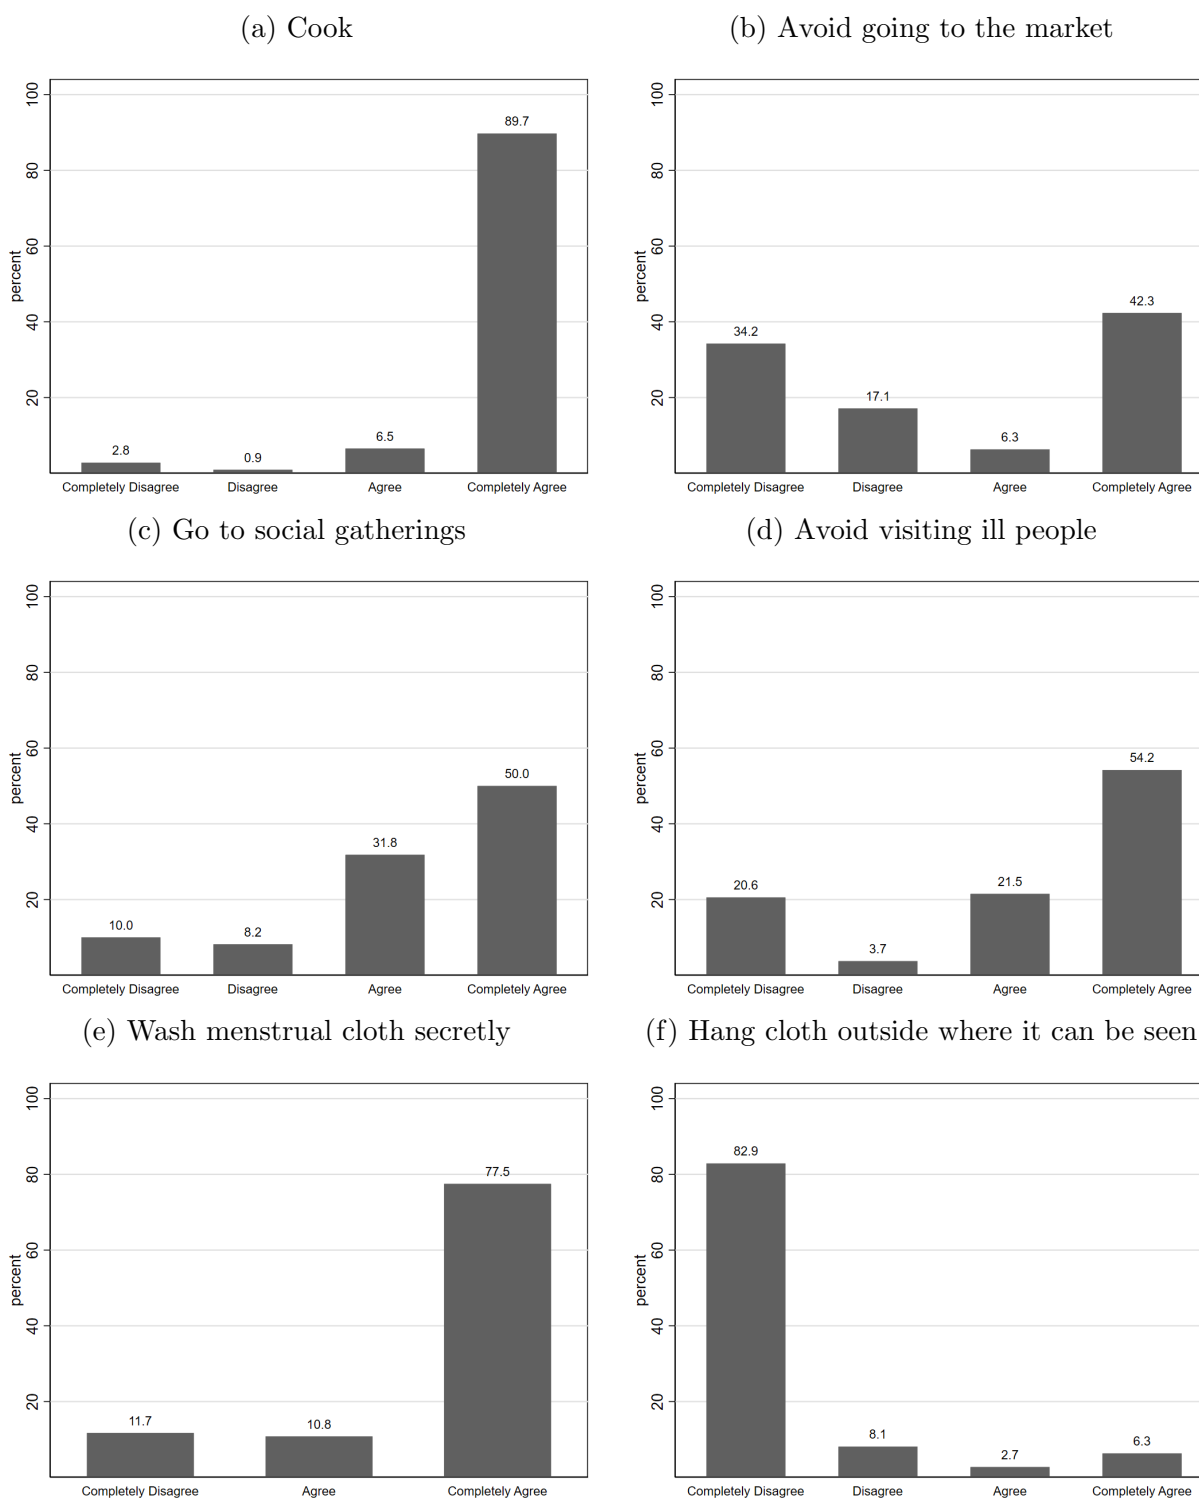 (a) Cook
100
80
60
40
20
percent
2.8
0.9
6.5
89.7
Completely Disagree Disagree Agree Completely Agree
(b) Avoid going to the market
100
80
60
40
20
percent
34.2
17.1
6.3
42.3
Completely Disagree Disagree Agree Completely Agree
(c) Go to social gatherings
100
80
60
40
20
percent
10.0
8.2
31.8
50.0
Completely Disagree Disagree Agree Completely Agree
(d) Avoid visiting ill people
100
80
60
40
20
percent
20.6
3.7
21.5
54.2
Completely Disagree Disagree Agree Completely Agree
(e) Wash menstrual cloth secretly
100
80
60
40
20
percent
11.7
10.8
77.5
Completely Disagree Agree Completely Agree
(f) Hang cloth outside where it can be seen
100
80
60
40
20
percent
82.9
8.1
2.7
6.3
Completely Disagree Disagree Agree Completely Agree